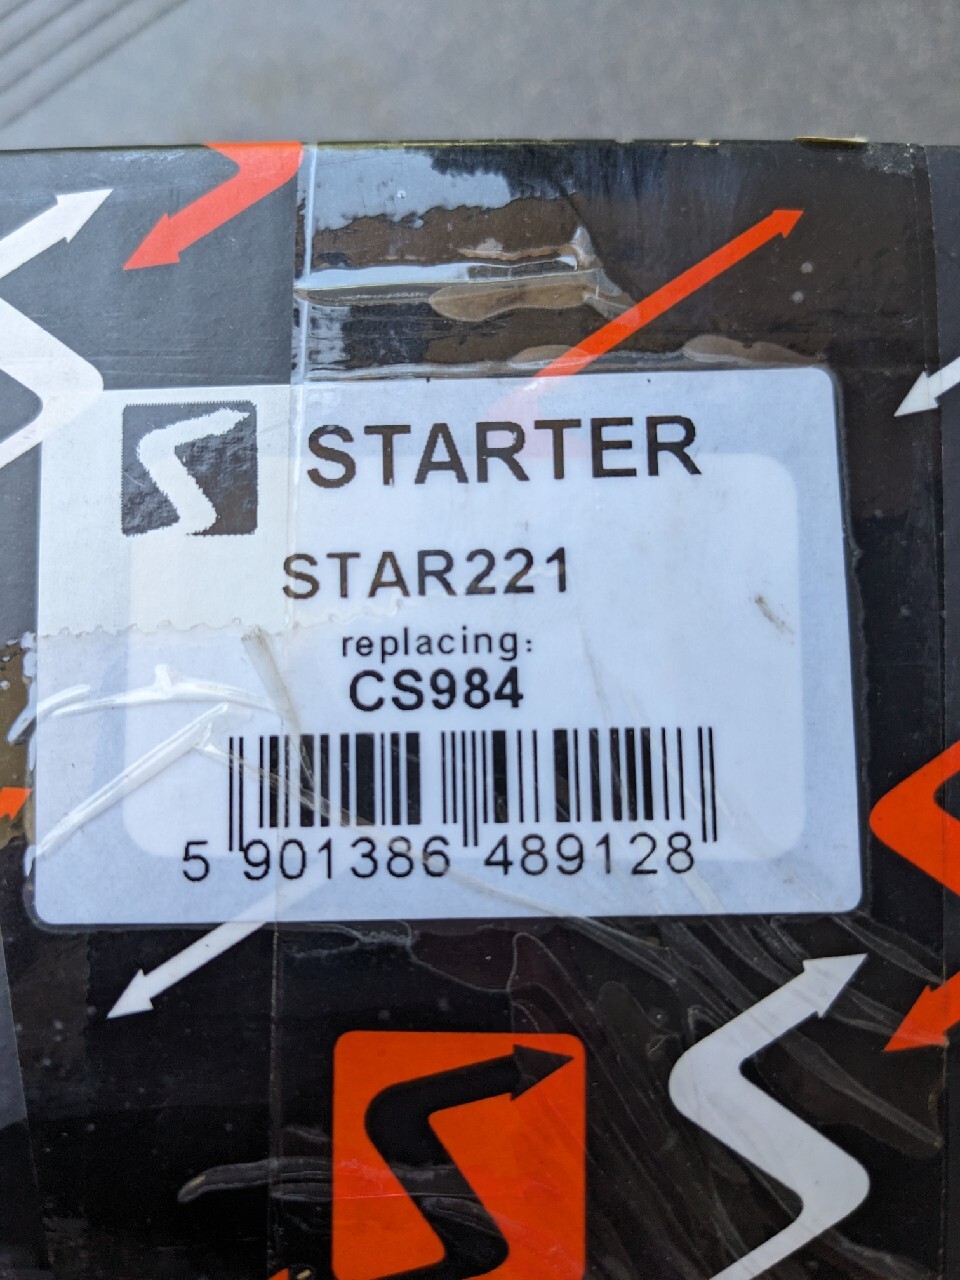 STARTER
STAR221
replacing:
CS984
5 901386 489128